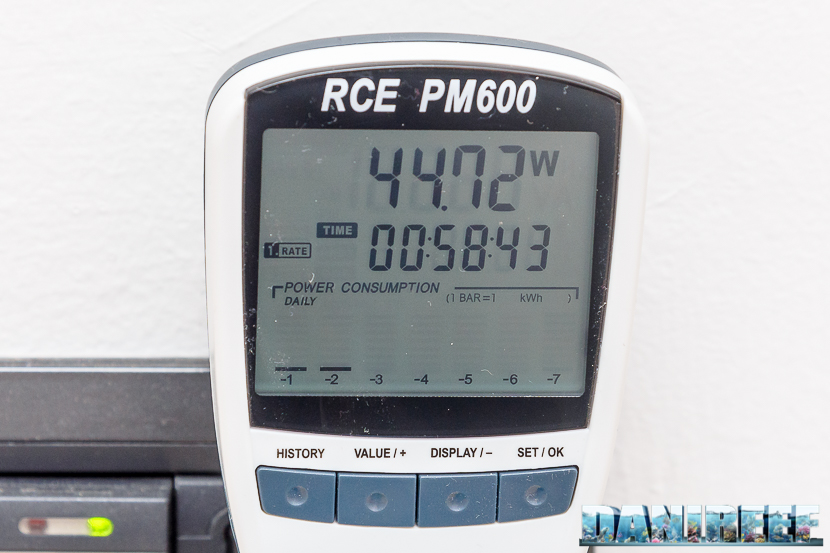 RCE PM600
44.72 W
TIME 00:58:43
1. RATE
POWER CONSUMPTION
DAILY (1 BAR=1 kWh )
-1 -2 -3 -4 -5 -6 -7
HISTORY VALUE / + DISPLAY / – SET / OK
DANIREEF